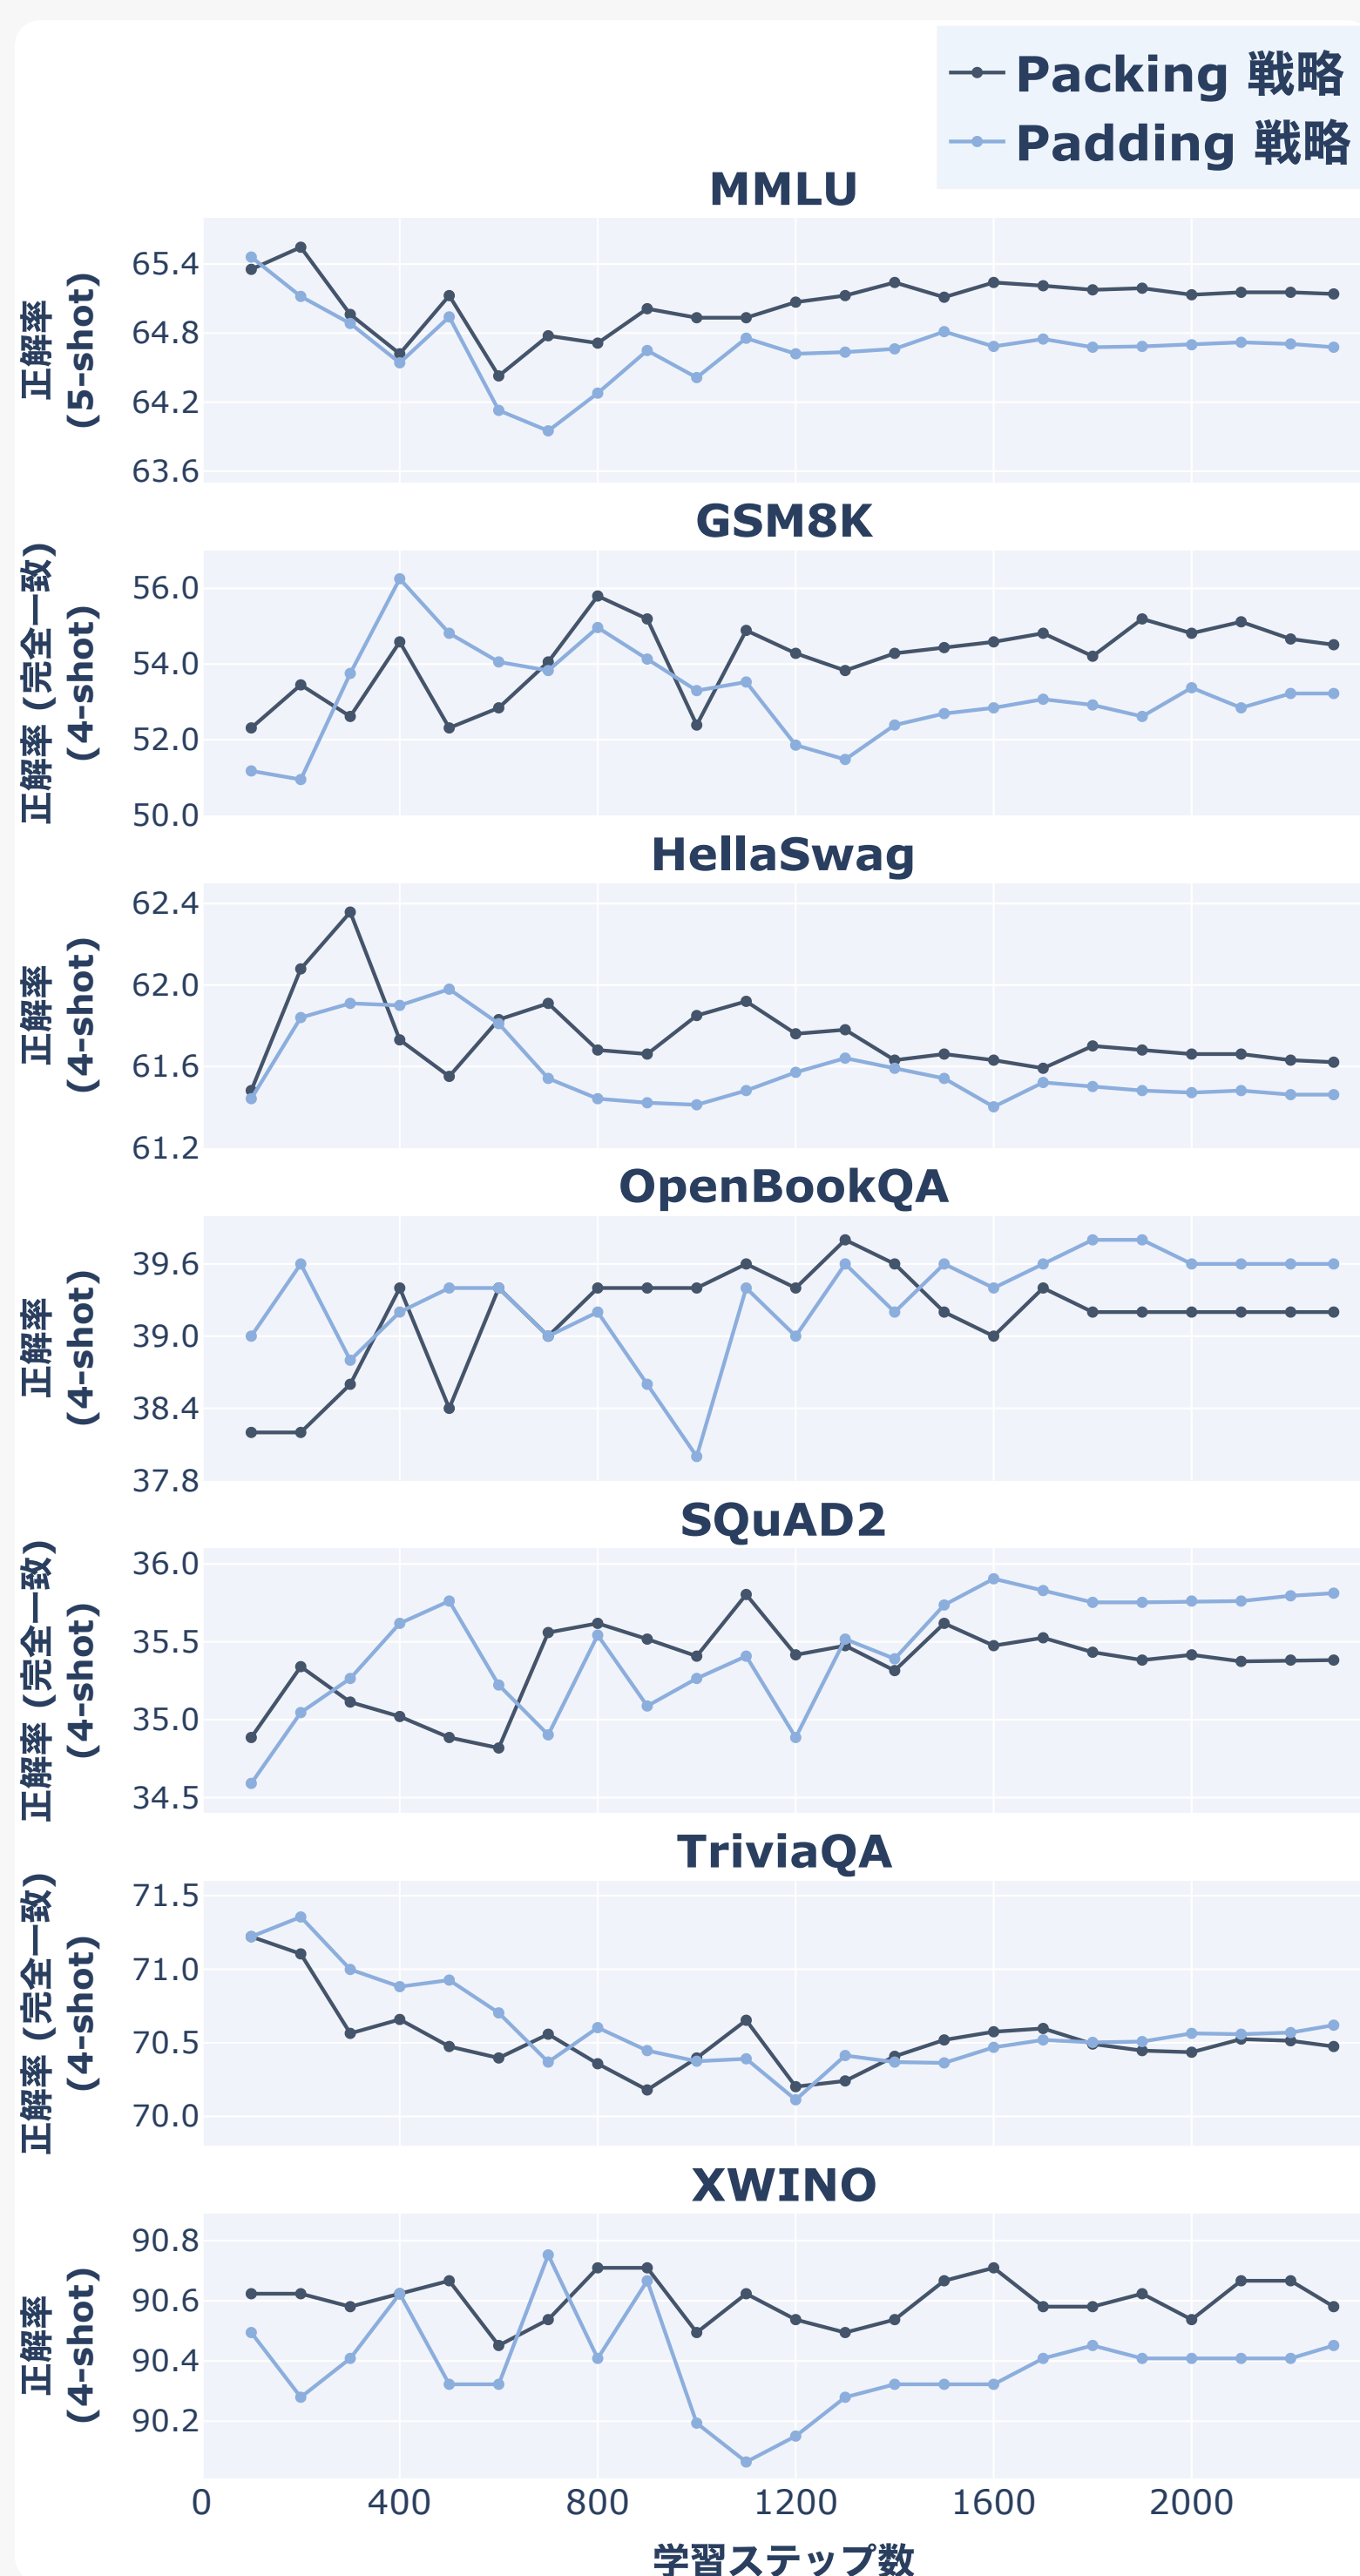 Packing 戦略
Padding 戦略
MMLU
正解率
(5-shot)
65.4
64.8
64.2
63.6
GSM8K
正解率 (完全一致)
(4-shot)
56.0
54.0
52.0
50.0
HellaSwag
正解率
(4-shot)
62.4
62.0
61.6
61.2
OpenBookQA
正解率
(4-shot)
39.6
39.0
38.4
37.8
SQuAD2
正解率 (完全一致)
(4-shot)
36.0
35.5
35.0
34.5
TriviaQA
正解率 (完全一致)
(4-shot)
71.5
71.0
70.5
70.0
XWINO
正解率
(4-shot)
90.8
90.6
90.4
90.2
0 400 800 1200 1600 2000
学習ステップ数